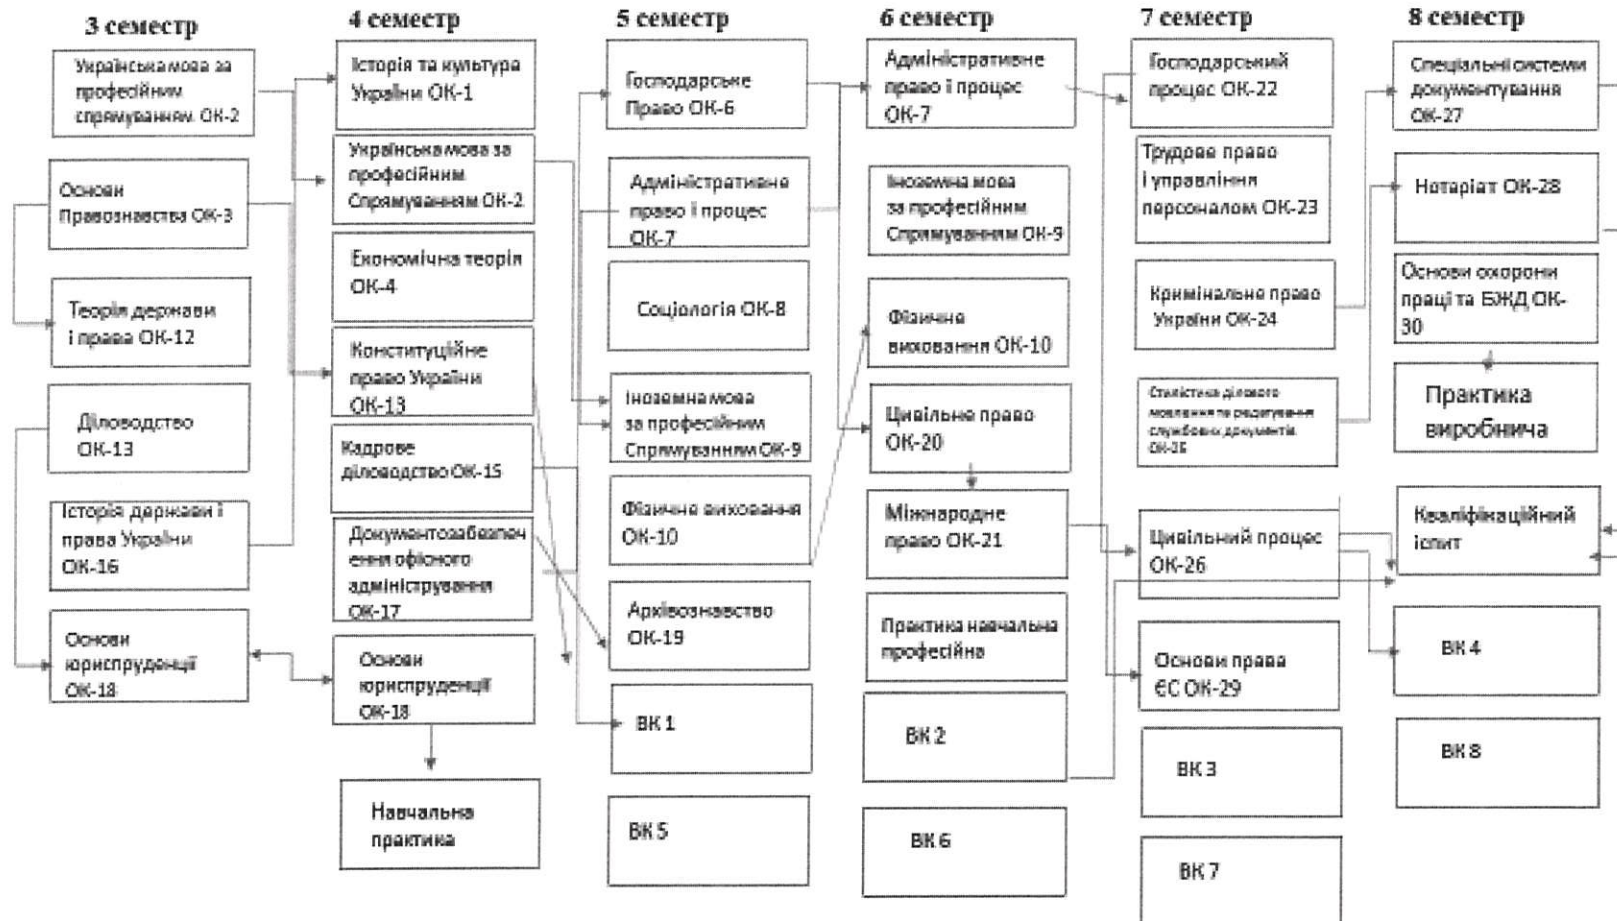 3 семестр
Українська мова за
професійним
спрямуванням ОК-2
Основи
Правознавства ОК-3
Теорія держави
і права ОК-12
Діловодство
ОК-13
Історія держави і
права України
ОК-16
Основи
юриспруденції
ОК-18
4 семестр
Історія та культура
України ОК-1
Українська мова за
професійним
Спрямуванням ОК-2
Економічна теорія
ОК-4
Конституційне
право України
ОК-13
Кадрове
діловодство ОК-15
Документозабезпеч
ення офісного
адміністрування
ОК-17
Основи
юриспруденції
ОК-18
Навчальна
практика
5 семестр
Господарське
Право ОК-6
Адміністративне
право і процес
ОК-7
Соціологія ОК-8
Іноземна мова
за професійним
Спрямуванням ОК-9
Фізичне виховання
ОК-10
Архівознавство
ОК-19
ВК 1
ВК 5
6 семестр
Адміністративне
право і процес
ОК-7
Іноземна мова
за професійним
Спрямуванням ОК-9
Фізичне
виховання ОК-10
Цивільне право
ОК-20
Міжнародне
право ОК-21
Практика навчальна
професійна
ВК 2
ВК 6
7 семестр
Господарський
процес ОК-22
Трудове право
і управління
персоналом ОК-23
Кримінальне право
України ОК-24
Стилістика ділового
мовлення та редагування
службових документів
ОК-25
Цивільний процес
ОК-26
Основи права
ЄС ОК-29
ВК 3
ВК 7
8 семестр
Спеціальні системи
документування
ОК-27
Нотаріат ОК-28
Основи охорони
праці та БЖД ОК-
30
Практика
виробнича
Кваліфікаційний
іспит
ВК 4
ВК 8